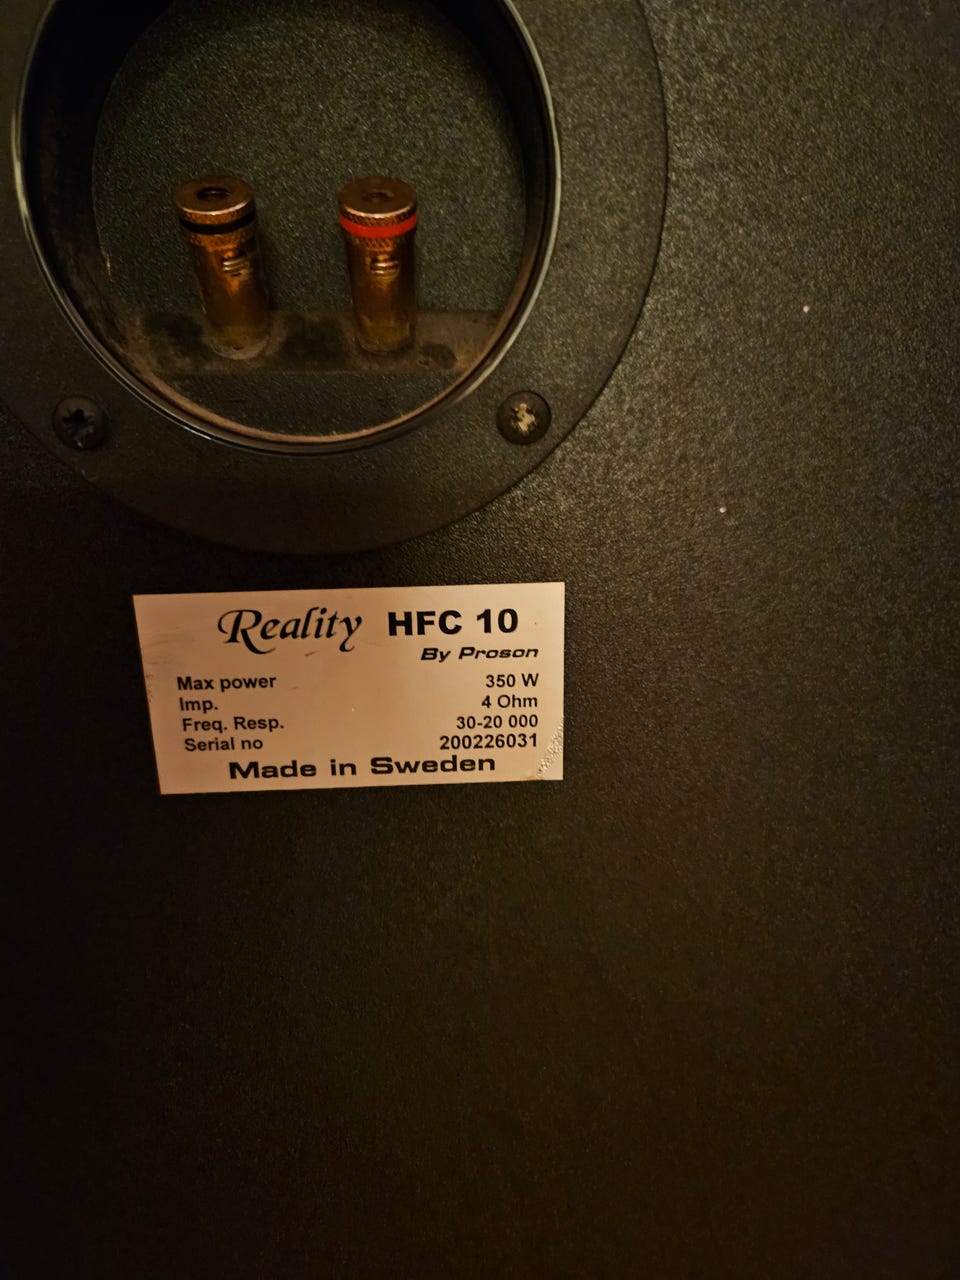 Reality HFC 10
By Proson
Max power 350 W
Imp. 4 Ohm
Freq. Resp. 30-20 000
Serial no 200226031
Made in Sweden